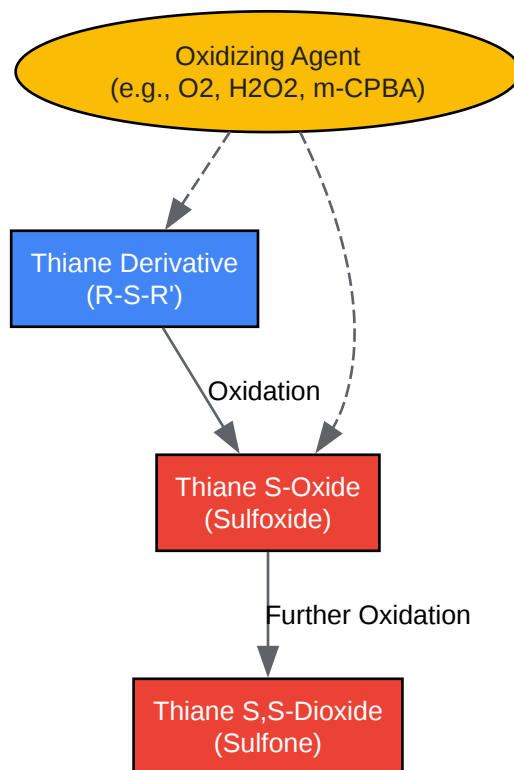 Oxidizing Agent
(e.g., O2, H2O2, m-CPBA)
Thiane Derivative
(R-S-R')
Oxidation
Thiane S-Oxide
(Sulfoxide)
Further Oxidation
Thiane S,S-Dioxide
(Sulfone)